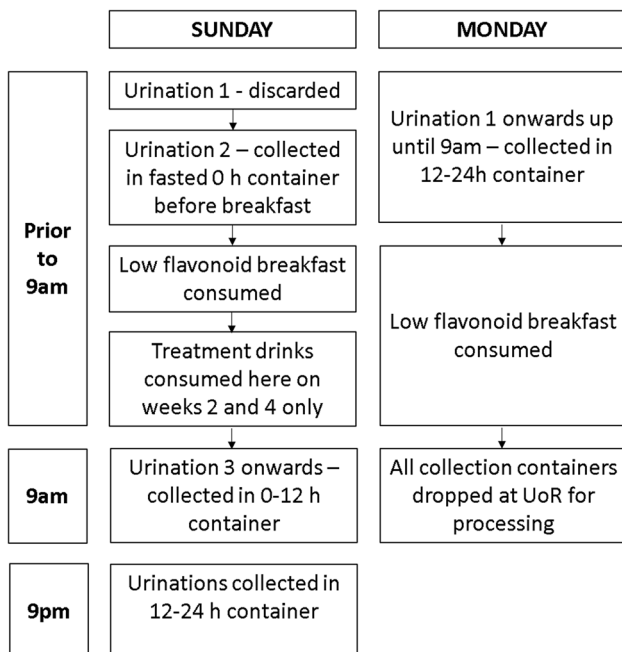 SUNDAY
MONDAY
Prior
to
9am
Urination 1 - discarded
Urination 2 – collected
in fasted 0 h container
before breakfast
Low flavonoid breakfast
consumed
Treatment drinks
consumed here on
weeks 2 and 4 only
Urination 1 onwards up
until 9am – collected in
12-24h container
Low flavonoid breakfast
consumed
9am
Urination 3 onwards –
collected in 0-12 h
container
All collection containers
dropped at UoR for
processing
9pm
Urinations collected in
12-24 h container